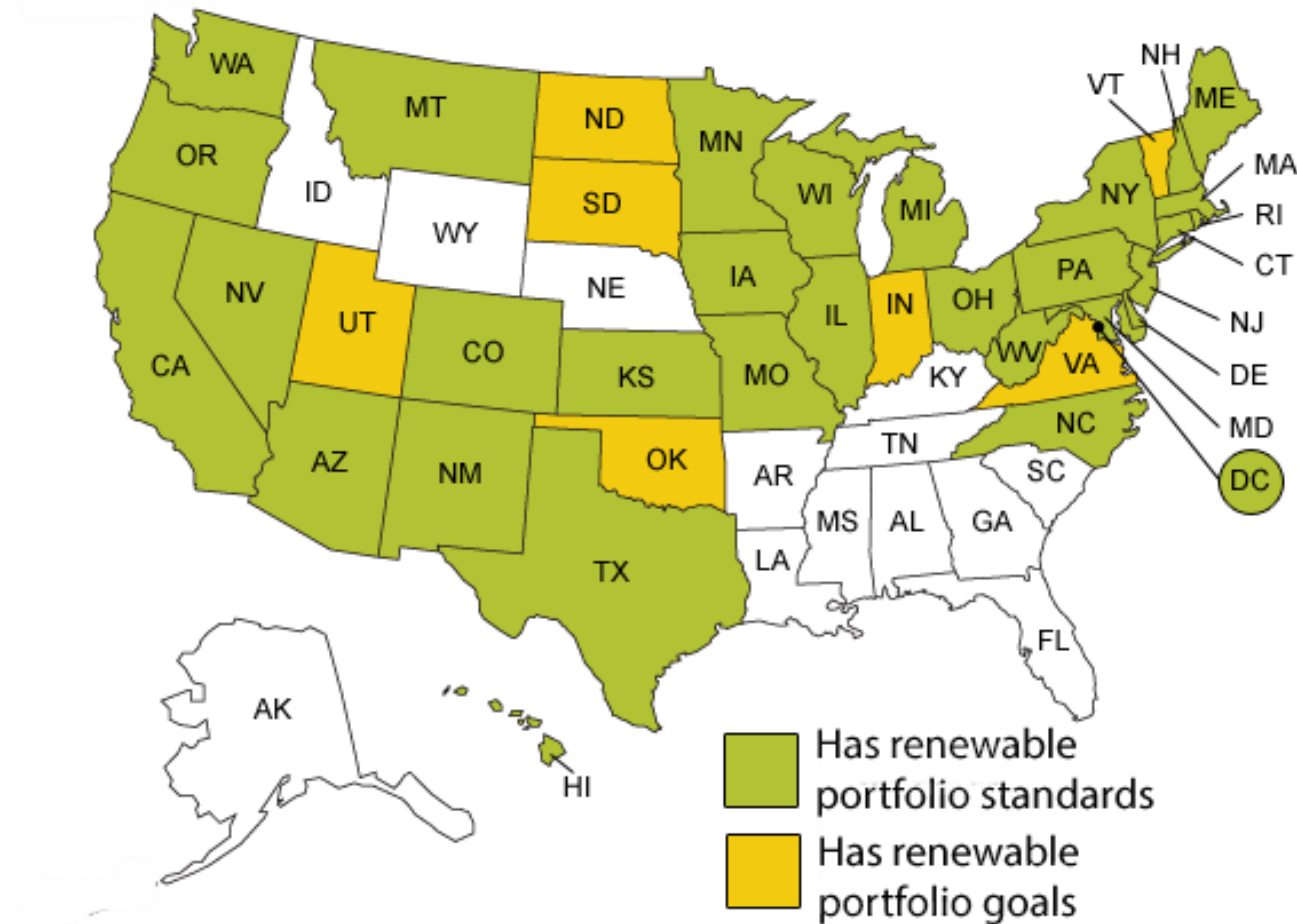 NH
WA
VT
ME
MT
ND
MN
OR
MA
ID
SD
WI
NY
MI
RI
WY
PA
CT
IA
NE
NV
OH
IN
IL
UT
NJ
CO
WV
VA
CA
KS
MO
KY
DE
NC
MD
TN
AZ
OK
NM
AR
SC
DC
MS
AL
GA
LA
TX
FL
AK
HI
Has renewable
portfolio standards
Has renewable
portfolio goals